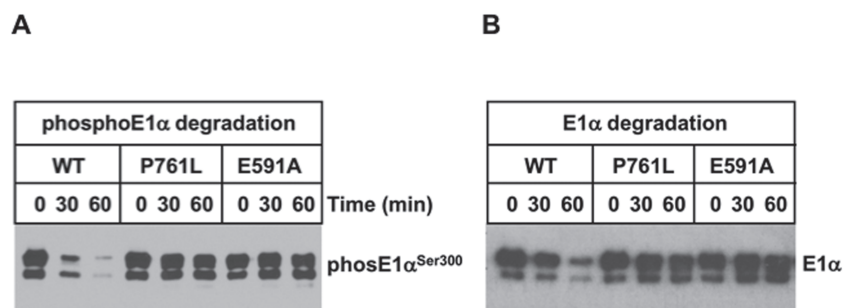 A
phosphoE1α degradation
WT P761L E591A
0 30 60 0 30 60 0 30 60 Time (min)
phosE1αSer300
B
E1α degradation
WT P761L E591A
0 30 60 0 30 60 0 30 60
E1α